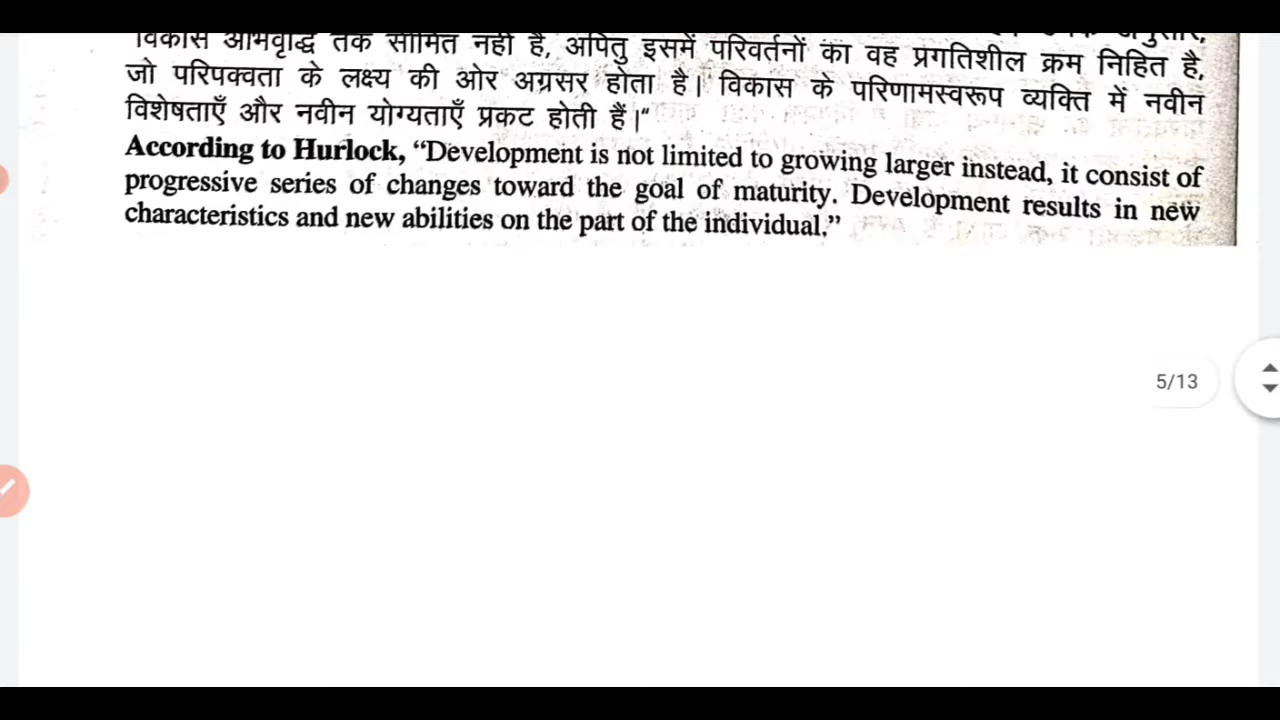 अनुसार,
विकास अभिवृद्धि तक सीमित नहीं है, अपितु इसमें परिवर्तनों का वह प्रगतिशील क्रम निहित है,
जो परिपक्वता के लक्ष्य की ओर अग्रसर होता है। विकास के परिणामस्वरूप व्यक्ति में नवीन
विशेषताएँ और नवीन योग्यताएँ प्रकट होती हैं।“
According to Hurlock, “Development is not limited to growing larger instead, it consist of
progressive series of changes toward the goal of maturity. Development results in new
characteristics and new abilities on the part of the individual.”
5/13